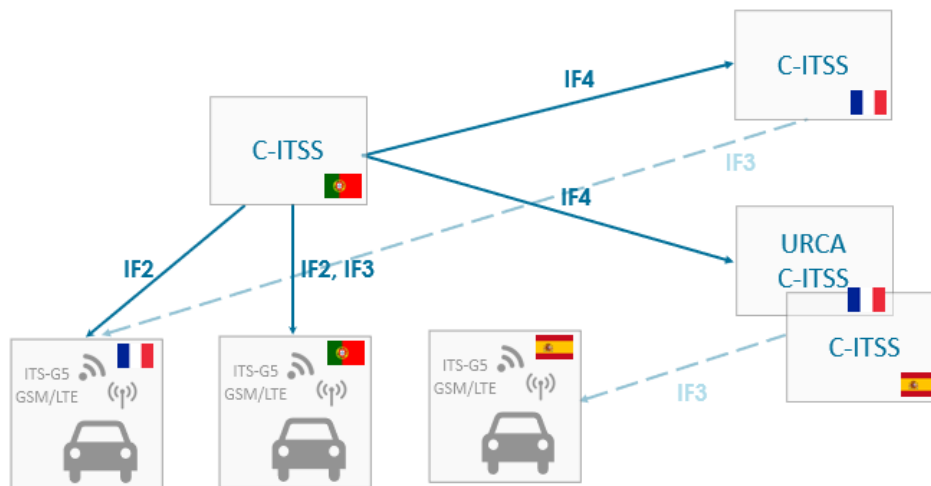 C-ITSS
IF4
C-ITSS
IF3
IF4
URCA
C-ITSS
IF2
IF2, IF3
C-ITSS
IF3
ITS-G5
GSM/LTE
ITS-G5
GSM/LTE
ITS-G5
GSM/LTE